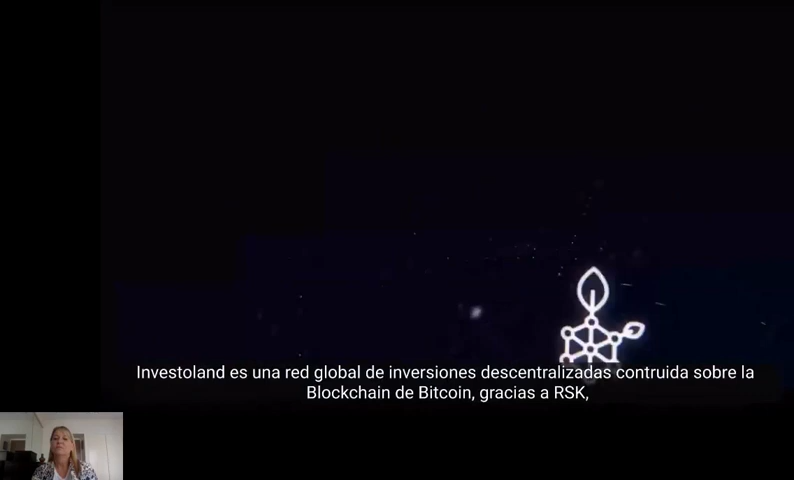 Investoland es una red global de inversiones descentralizadas contruida sobre la
Blockchain de Bitcoin, gracias a RSK,